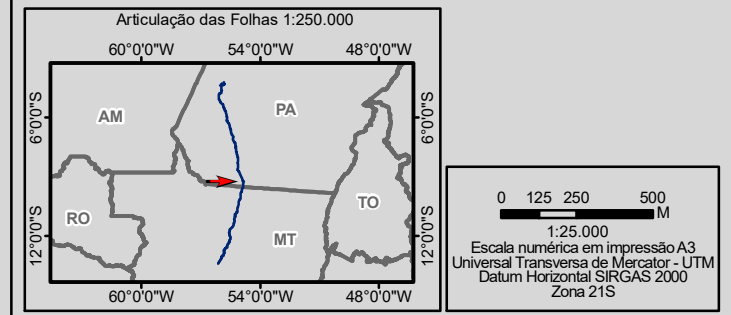 Articulação das Folhas 1:250.000
60°0'0"W 54°0'0"W 48°0'0"W
6°0'0"S
6°0'0"S
AM
PA
RO
TO
MT
12°0'0"S
12°0'0"S
60°0'0"W 54°0'0"W 48°0'0"W
0 125 250 500
M
1:25.000
Escala numérica em impressão A3
Universal Transversa de Mercator - UTM
Datum Horizontal SIRGAS 2000
Zona 21S